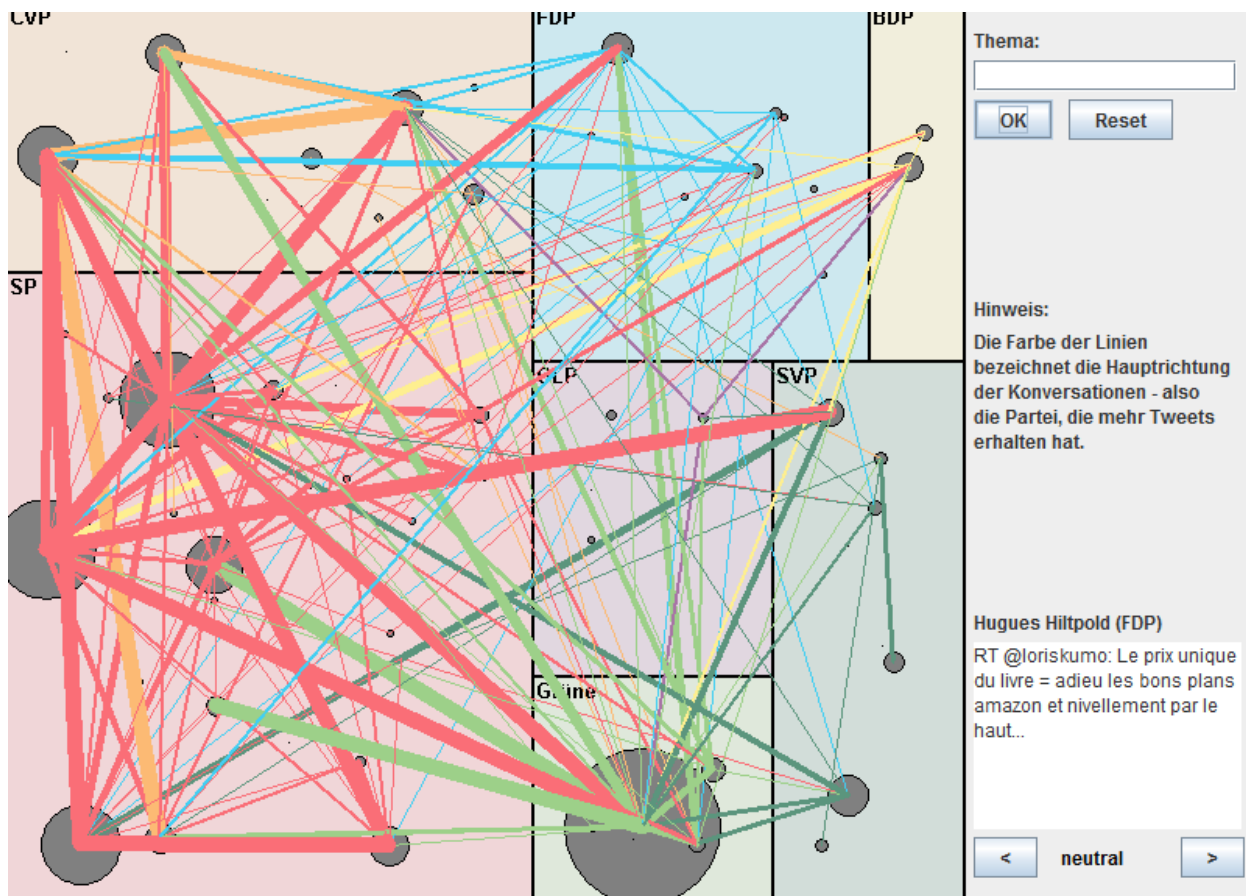 CVP
FDP
BDP
SP
GLP
SVP
Grüne
Thema:
OK
Reset
Hinweis:
Die Farbe der Linien
bezeichnet die Hauptrichtung
der Konversationen - also
die Partei, die mehr Tweets
erhalten hat.
Hugues Hiltpold (FDP)
RT @loriskumo: Le prix unique
du livre = adieu les bons plans
amazon et nivellement par le
haut...
<
neutral
>